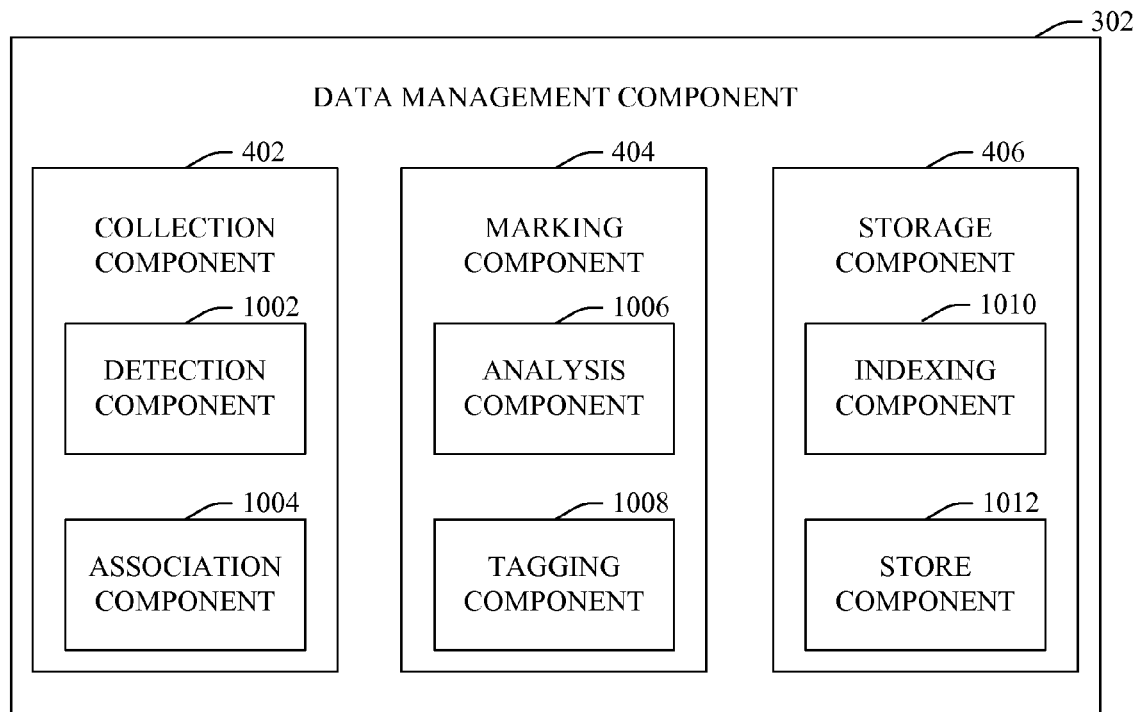 302
DATA MANAGEMENT COMPONENT
402
COLLECTION
COMPONENT
1002
DETECTION
COMPONENT
1004
ASSOCIATION
COMPONENT
404
MARKING
COMPONENT
1006
ANALYSIS
COMPONENT
1008
TAGGING
COMPONENT
406
STORAGE
COMPONENT
1010
INDEXING
COMPONENT
1012
STORE
COMPONENT